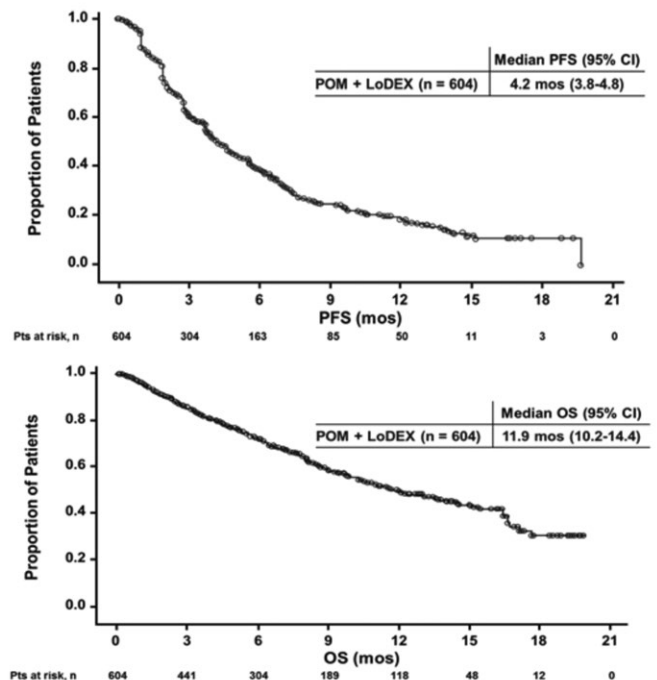 1.0
0.8
0.6
0.4
0.2
0.0
Proportion of Patients
Median PFS (95% CI)
POM + LoDEX (n = 604) 4.2 mos (3.8-4.8)
0 3 6 9 12 15 18 21
PFS (mos)
Pts at risk, n 604 304 163 85 50 11 3 0
1.0
0.8
0.6
0.4
0.2
0.0
Proportion of Patients
Median OS (95% CI)
POM + LoDEX (n = 604) 11.9 mos (10.2-14.4)
0 3 6 9 12 15 18 21
OS (mos)
Pts at risk, n 604 441 304 189 118 48 12 0